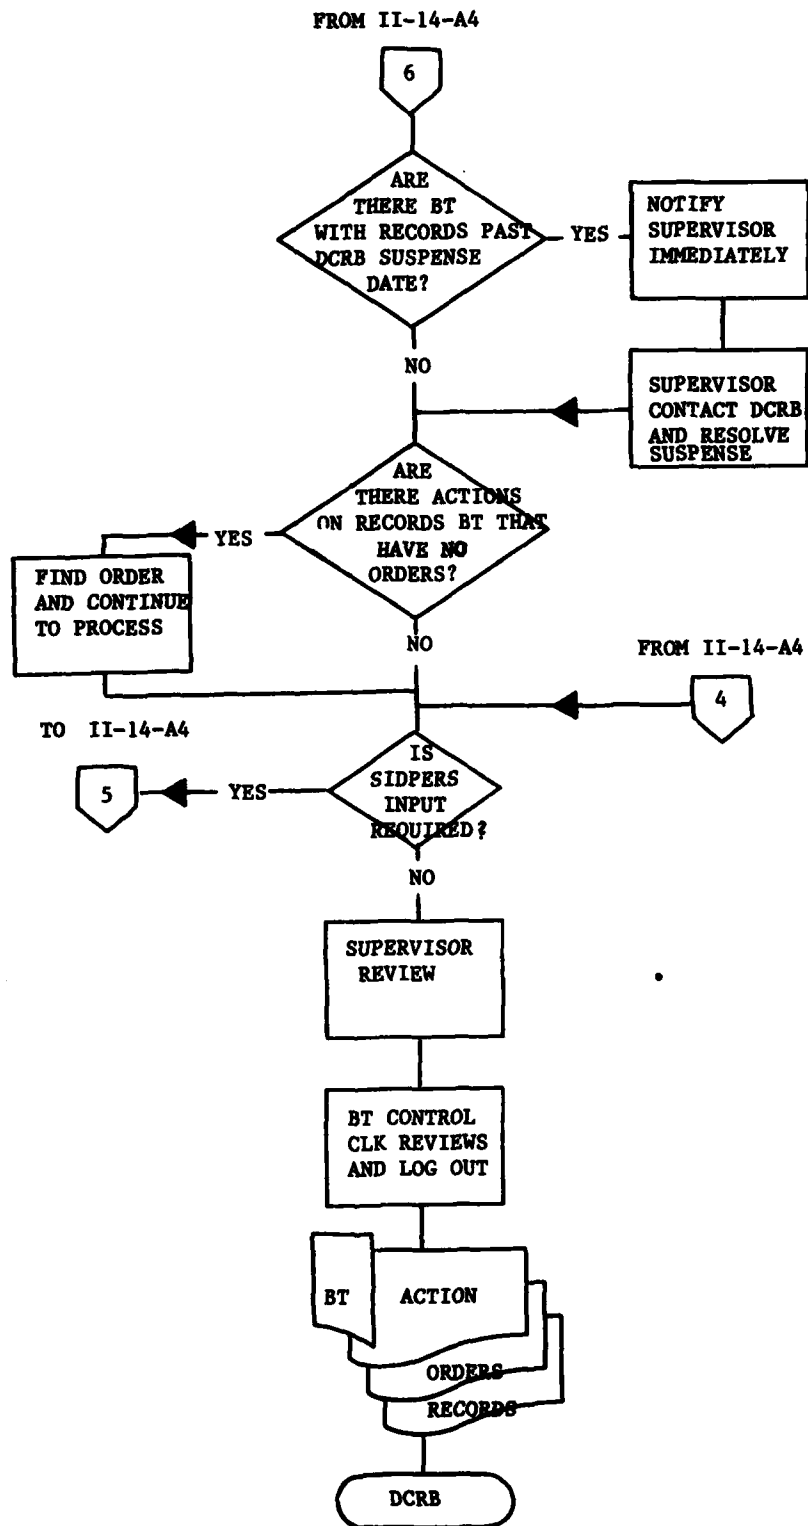 FROM II-14-A4
6
ARE
THERE BT
WITH RECORDS PAST
DCRB SUSPENSE
DATE?
YES
NOTIFY
SUPERVISOR
IMMEDIATELY
NO
SUPERVISOR
CONTACT DCRB
AND RESOLVE
SUSPENSE
ARE
THERE ACTIONS
ON RECORDS BT THAT
HAVE NO
ORDERS?
YES
FIND ORDER
AND CONTINUE
TO PROCESS
NO
FROM II-14-A4
4
TO II-14-A4
5
YES
IS
SIDPERS
INPUT
REQUIRED?
NO
SUPERVISOR
REVIEW
BT CONTROL
CLK REVIEWS
AND LOG OUT
BT
ACTION
ORDERS
RECORDS
DCRB